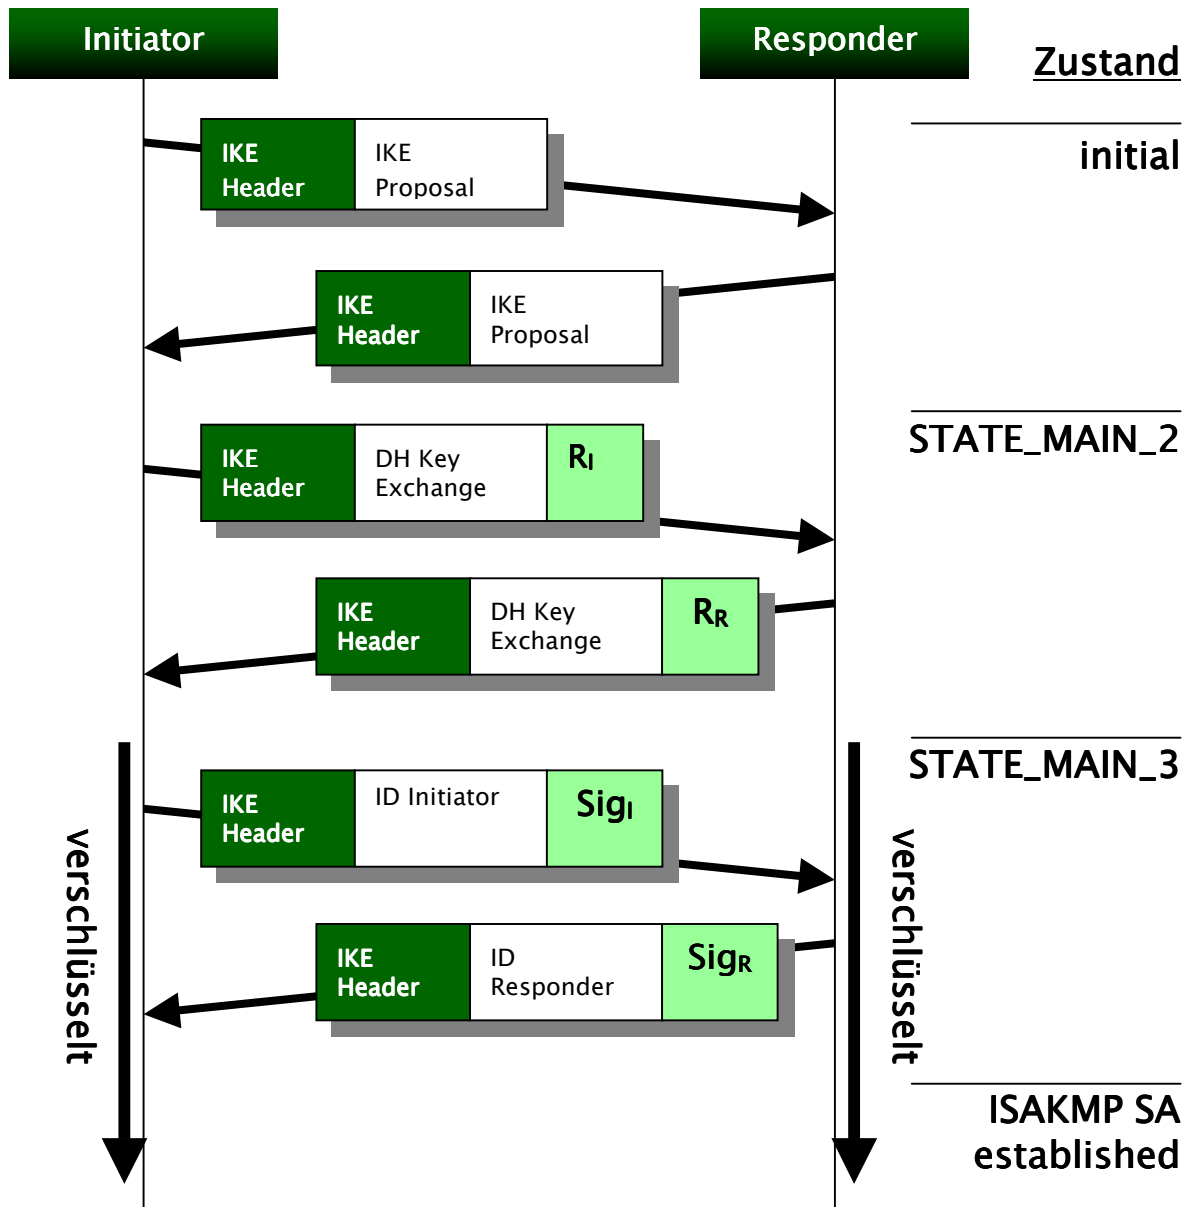 Initiator
Responder
Zustand
IKE
Header
IKE
Proposal
initial
IKE
Header
IKE
Proposal
STATE_MAIN_2
IKE
Header
DH Key
Exchange
RI
IKE
Header
DH Key
Exchange
RR
STATE_MAIN_3
IKE
Header
ID Initiator
SigI
verschlüsselt
verschlüsselt
IKE
Header
ID
Responder
SigR
ISAKMP SA
established